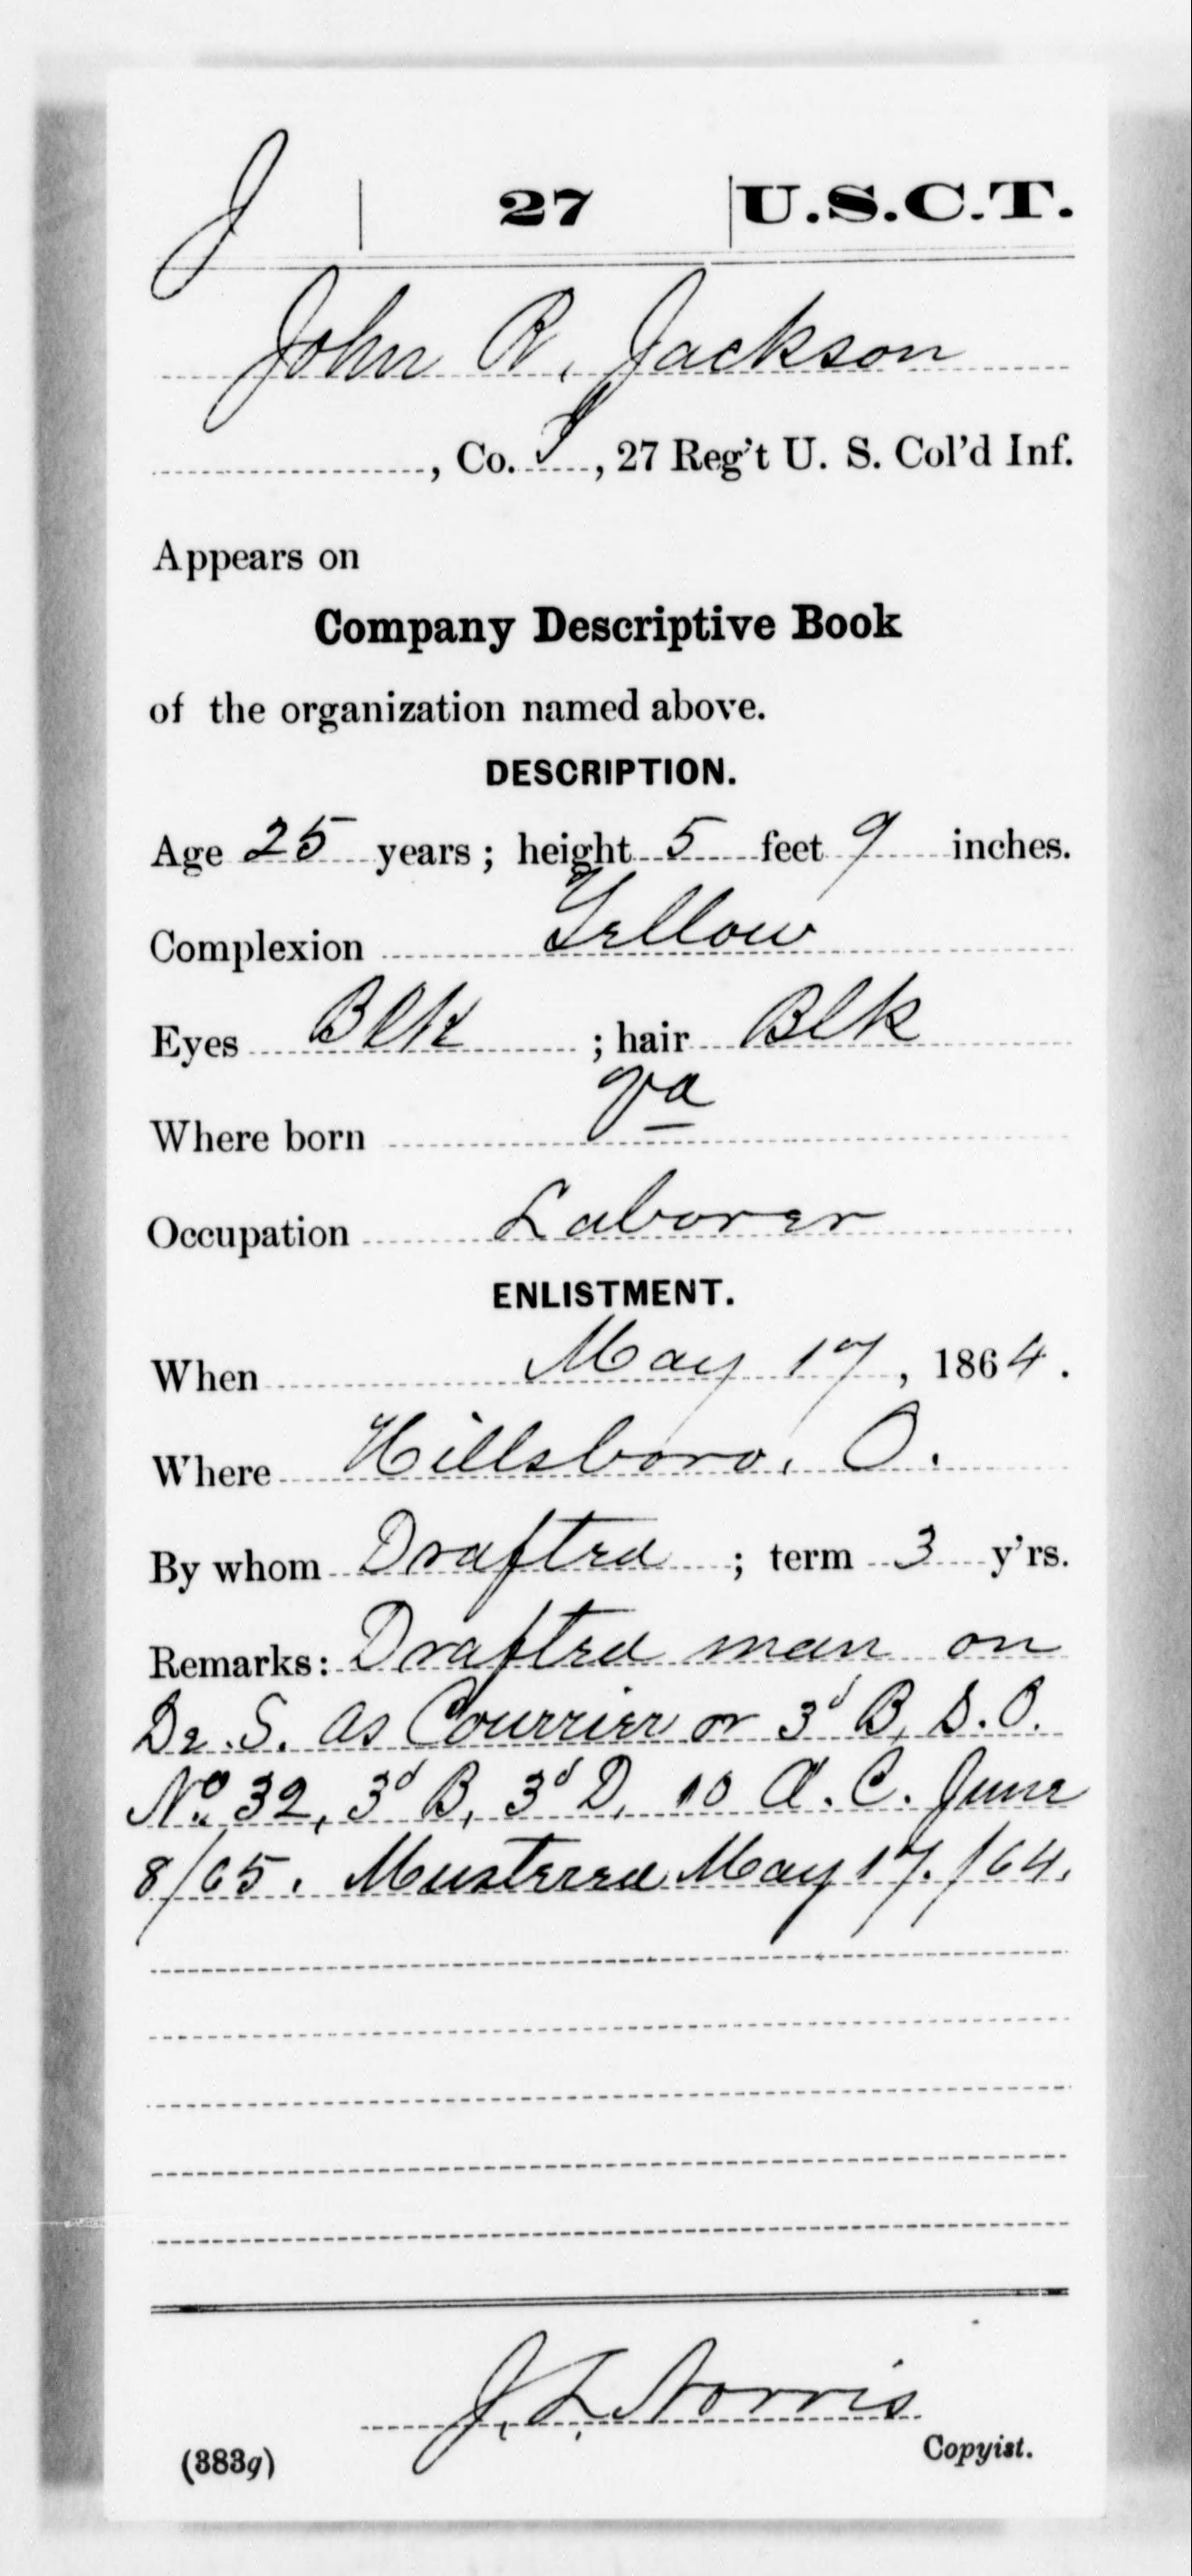 J | 27 | U.S.C.T.
John R. Jackson
, Co. I, 27 Reg't U. S. Col'd Inf.
Appears on
Company Descriptive Book
of the organization named above.
DESCRIPTION.
Age 25 years; height 5 feet 9 inches.
Complexion Yellow
Eyes Blk ; hair Blk
Where born Va
Occupation Laborer
ENLISTMENT.
When May 17, 1864.
Where Hillsboro, O.
By whom Drafted ; term 3 y'rs.
Remarks: Drafted man on
De. S. as Courrier or 3d B, S.O.
No. 32, 3d B, 3d D, 10 A.C. June
8/65. Mustered May 17./64.
J. L. Norris
Copyist.
(383g)